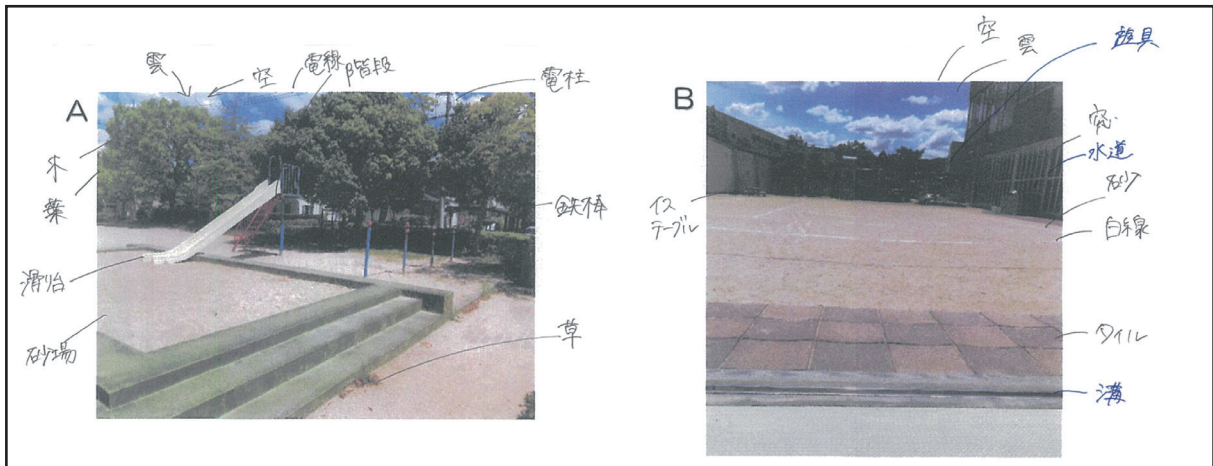 A
雲
空
電線
階段
電柱
木
葉
鉄棒
滑り台
砂場
草
B
空
雲
遊具
窓
水道
砂
白線
イス
テーブル
タイル
溝